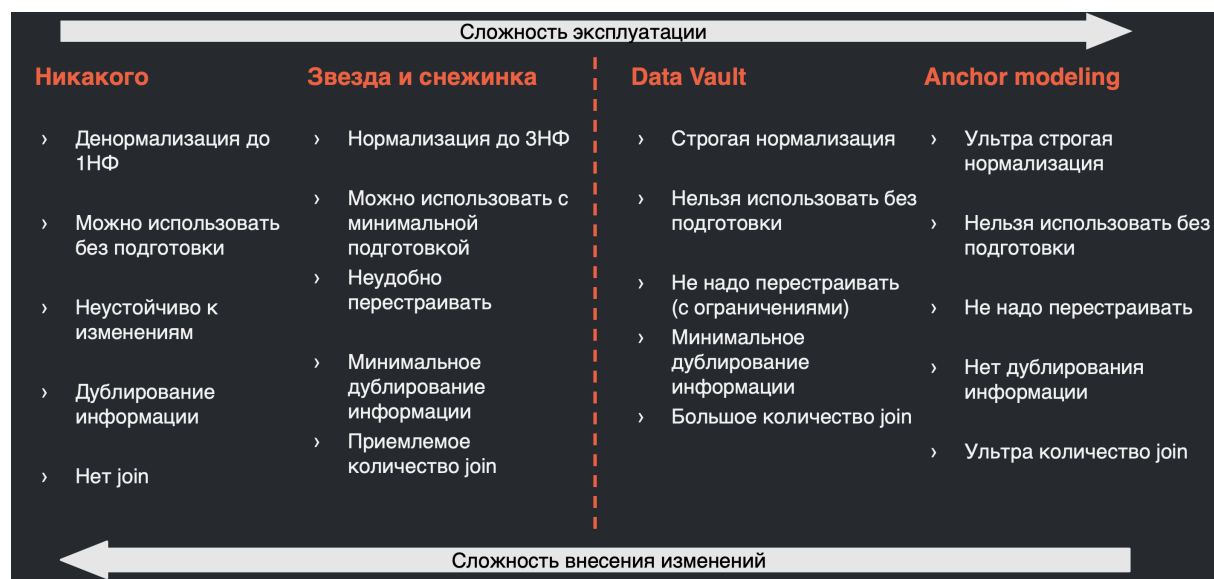 Сложность эксплуатации
Никакого
› Денормализация до
1НФ
› Можно использовать
без подготовки
› Неустойчиво к
изменениям
› Дублирование
информации
› Нет join
Звезда и снежинка
› Нормализация до 3НФ
› Можно использовать с
минимальной
подготовкой
› Неудобно
перестраивать
› Минимальное
дублирование
информации
› Приемлемое
количество join
Data Vault
› Строгая нормализация
› Нельзя использовать без
подготовки
› Не надо перестраивать
(с ограничениями)
› Минимальное
дублирование
информации
› Большое количество join
Anchor modeling
› Ультра строгая
нормализация
› Нельзя использовать без
подготовки
› Не надо перестраивать
› Нет дублирования
информации
› Ультра количество join
Сложность внесения изменений